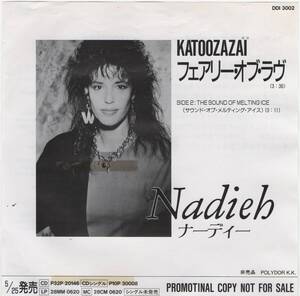 DDI 3002
KATOOZAZAÏ
フェアリー・オブ・ラヴ
(3:30)
SIDE 2: THE SOUND OF MELTING ICE
(サウンド・オブ・メルティング・アイス) (3:11)
Nadieh
ナーディー
非売品 POLYDOR K.K.
5/25発売 CD P32P 20146 CDシングル P10P 30008
LP 28MM 0620 MC 28CM 0620 シングル未発売
PROMOTINAL COPY NOT FOR SALE